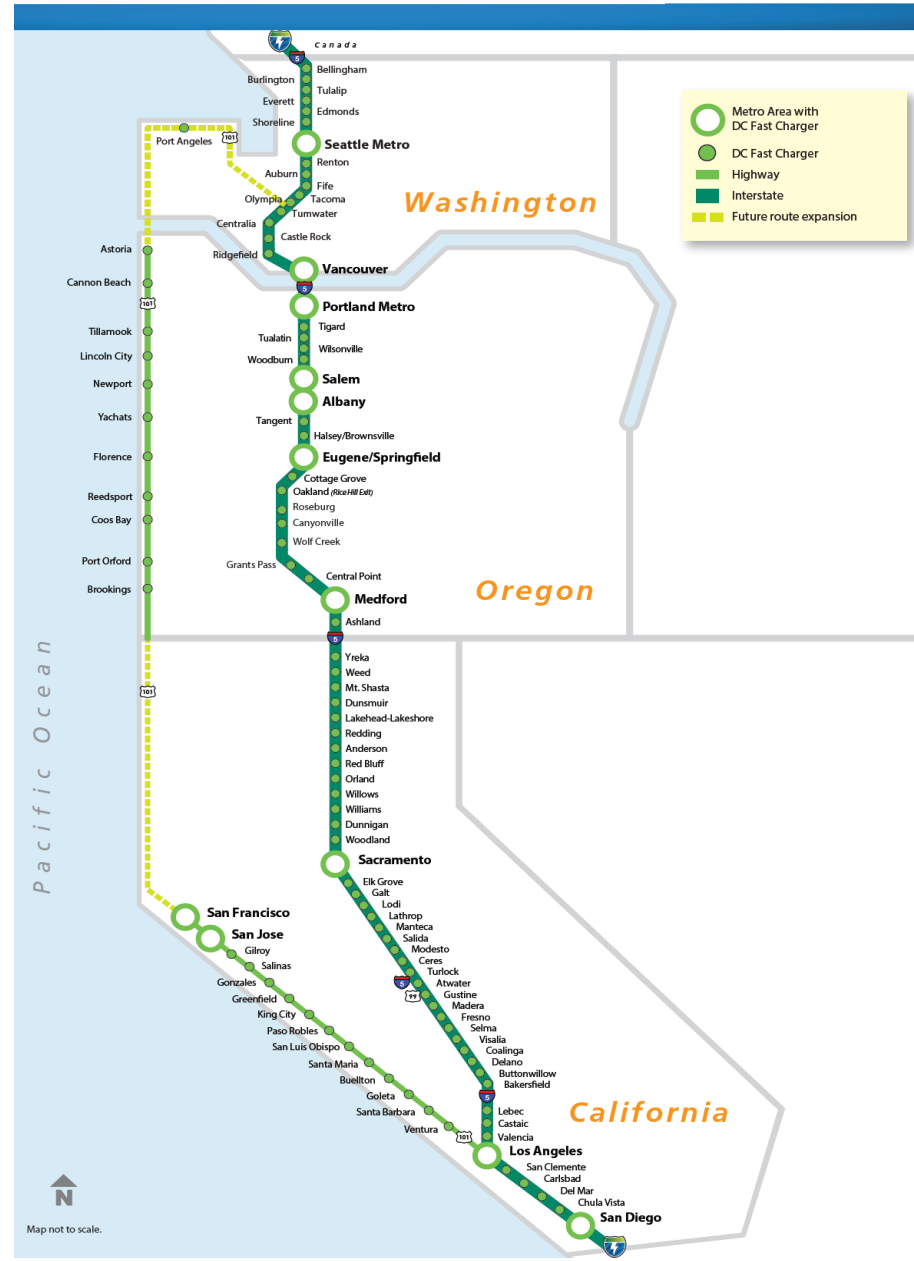 Canada
5
Bellingham
Burlington
Tulalip
Everett
Edmonds
Shoreline
Seattle Metro
Port Angeles
101
Renton
Auburn
Fife
Olympia
Tacoma
Tumwater
Centralia
Castle Rock
Ridgefield
Washington
Vancouver
5
Metro Area with
DC Fast Charger
DC Fast Charger
Highway
Interstate
Future route expansion
Astoria
Cannon Beach
101
Tillamook
Lincoln City
Newport
Yachats
Florence
Reedsport
Coos Bay
Port Orford
Brookings
Portland Metro
Tigard
Tualatin
Wilsonville
Woodburn
Salem
Albany
Tangent
Halsey/Brownsville
Eugene/Springfield
Cottage Grove
Oakland (Rice Hill Exit)
Roseburg
Canyonville
Wolf Creek
Grants Pass
Central Point
Medford
Oregon
Ashland
5
Yreka
Weed
Mt. Shasta
Dunsmuir
Lakehead-Lakeshore
Redding
Anderson
Red Bluff
Orland
Willows
Williams
Dunnigan
Woodland
Sacramento
Pacific Ocean
101
Elk Grove
Galt
Lodi
Lathrop
Manteca
Salida
Modesto
Ceres
Turlock
Atwater
5
99
Gustine
Madera
Fresno
Selma
Visalia
Coalinga
Delano
Buttonwillow
Bakersfield
5
Lebec
Castaic
Valencia
California
San Francisco
San Jose
Gilroy
Salinas
Gonzales
Greenfield
King City
Paso Robles
San Luis Obispo
Santa Maria
Buellton
Goleta
Santa Barbara
Ventura
101
Los Angeles
San Clemente
Carlsbad
Del Mar
Chula Vista
San Diego
N
Map not to scale.